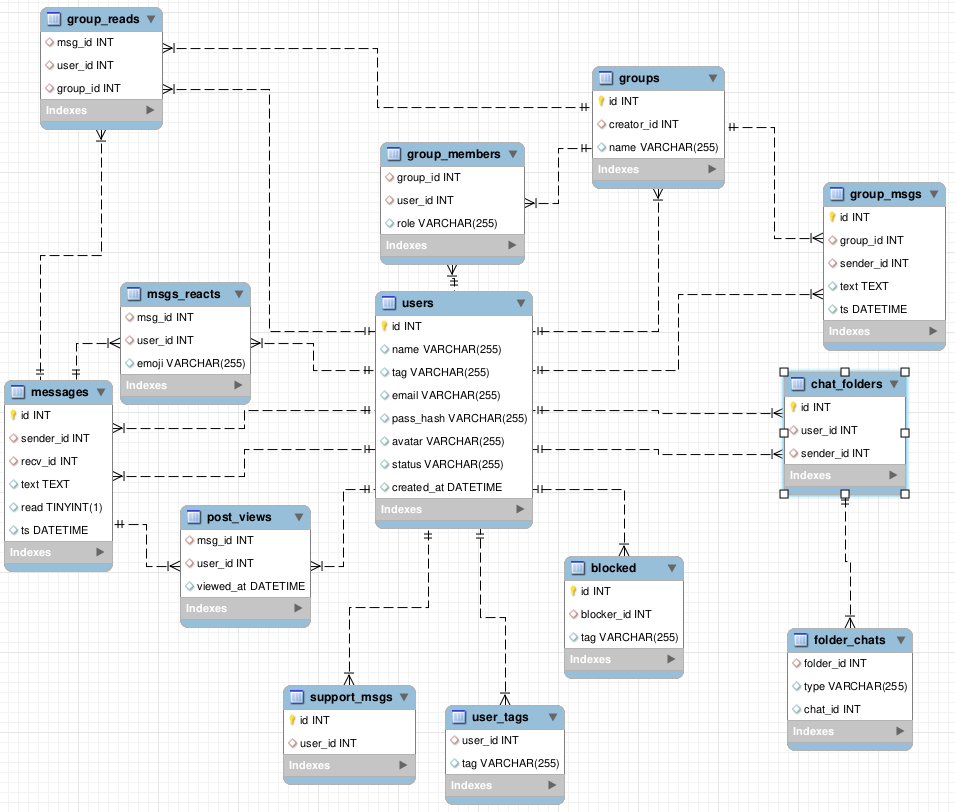 group_reads
msg_id INT
user_id INT
group_id INT
Indexes
groups
id INT
creator_id INT
name VARCHAR(255)
Indexes
group_members
group_id INT
user_id INT
role VARCHAR(255)
Indexes
group_msgs
id INT
group_id INT
sender_id INT
text TEXT
ts DATETIME
Indexes
msgs_reacts
msg_id INT
user_id INT
emoji VARCHAR(255)
Indexes
users
id INT
name VARCHAR(255)
tag VARCHAR(255)
email VARCHAR(255)
pass_hash VARCHAR(255)
avatar VARCHAR(255)
status VARCHAR(255)
created_at DATETIME
Indexes
messages
id INT
sender_id INT
recv_id INT
text TEXT
read TINYINT(1)
ts DATETIME
Indexes
chat_folders
id INT
user_id INT
sender_id INT
Indexes
post_views
msg_id INT
user_id INT
viewed_at DATETIME
Indexes
blocked
id INT
blocker_id INT
tag VARCHAR(255)
Indexes
folder_chats
folder_id INT
type VARCHAR(255)
chat_id INT
Indexes
support_msgs
id INT
user_id INT
Indexes
user_tags
user_id INT
tag VARCHAR(255)
Indexes